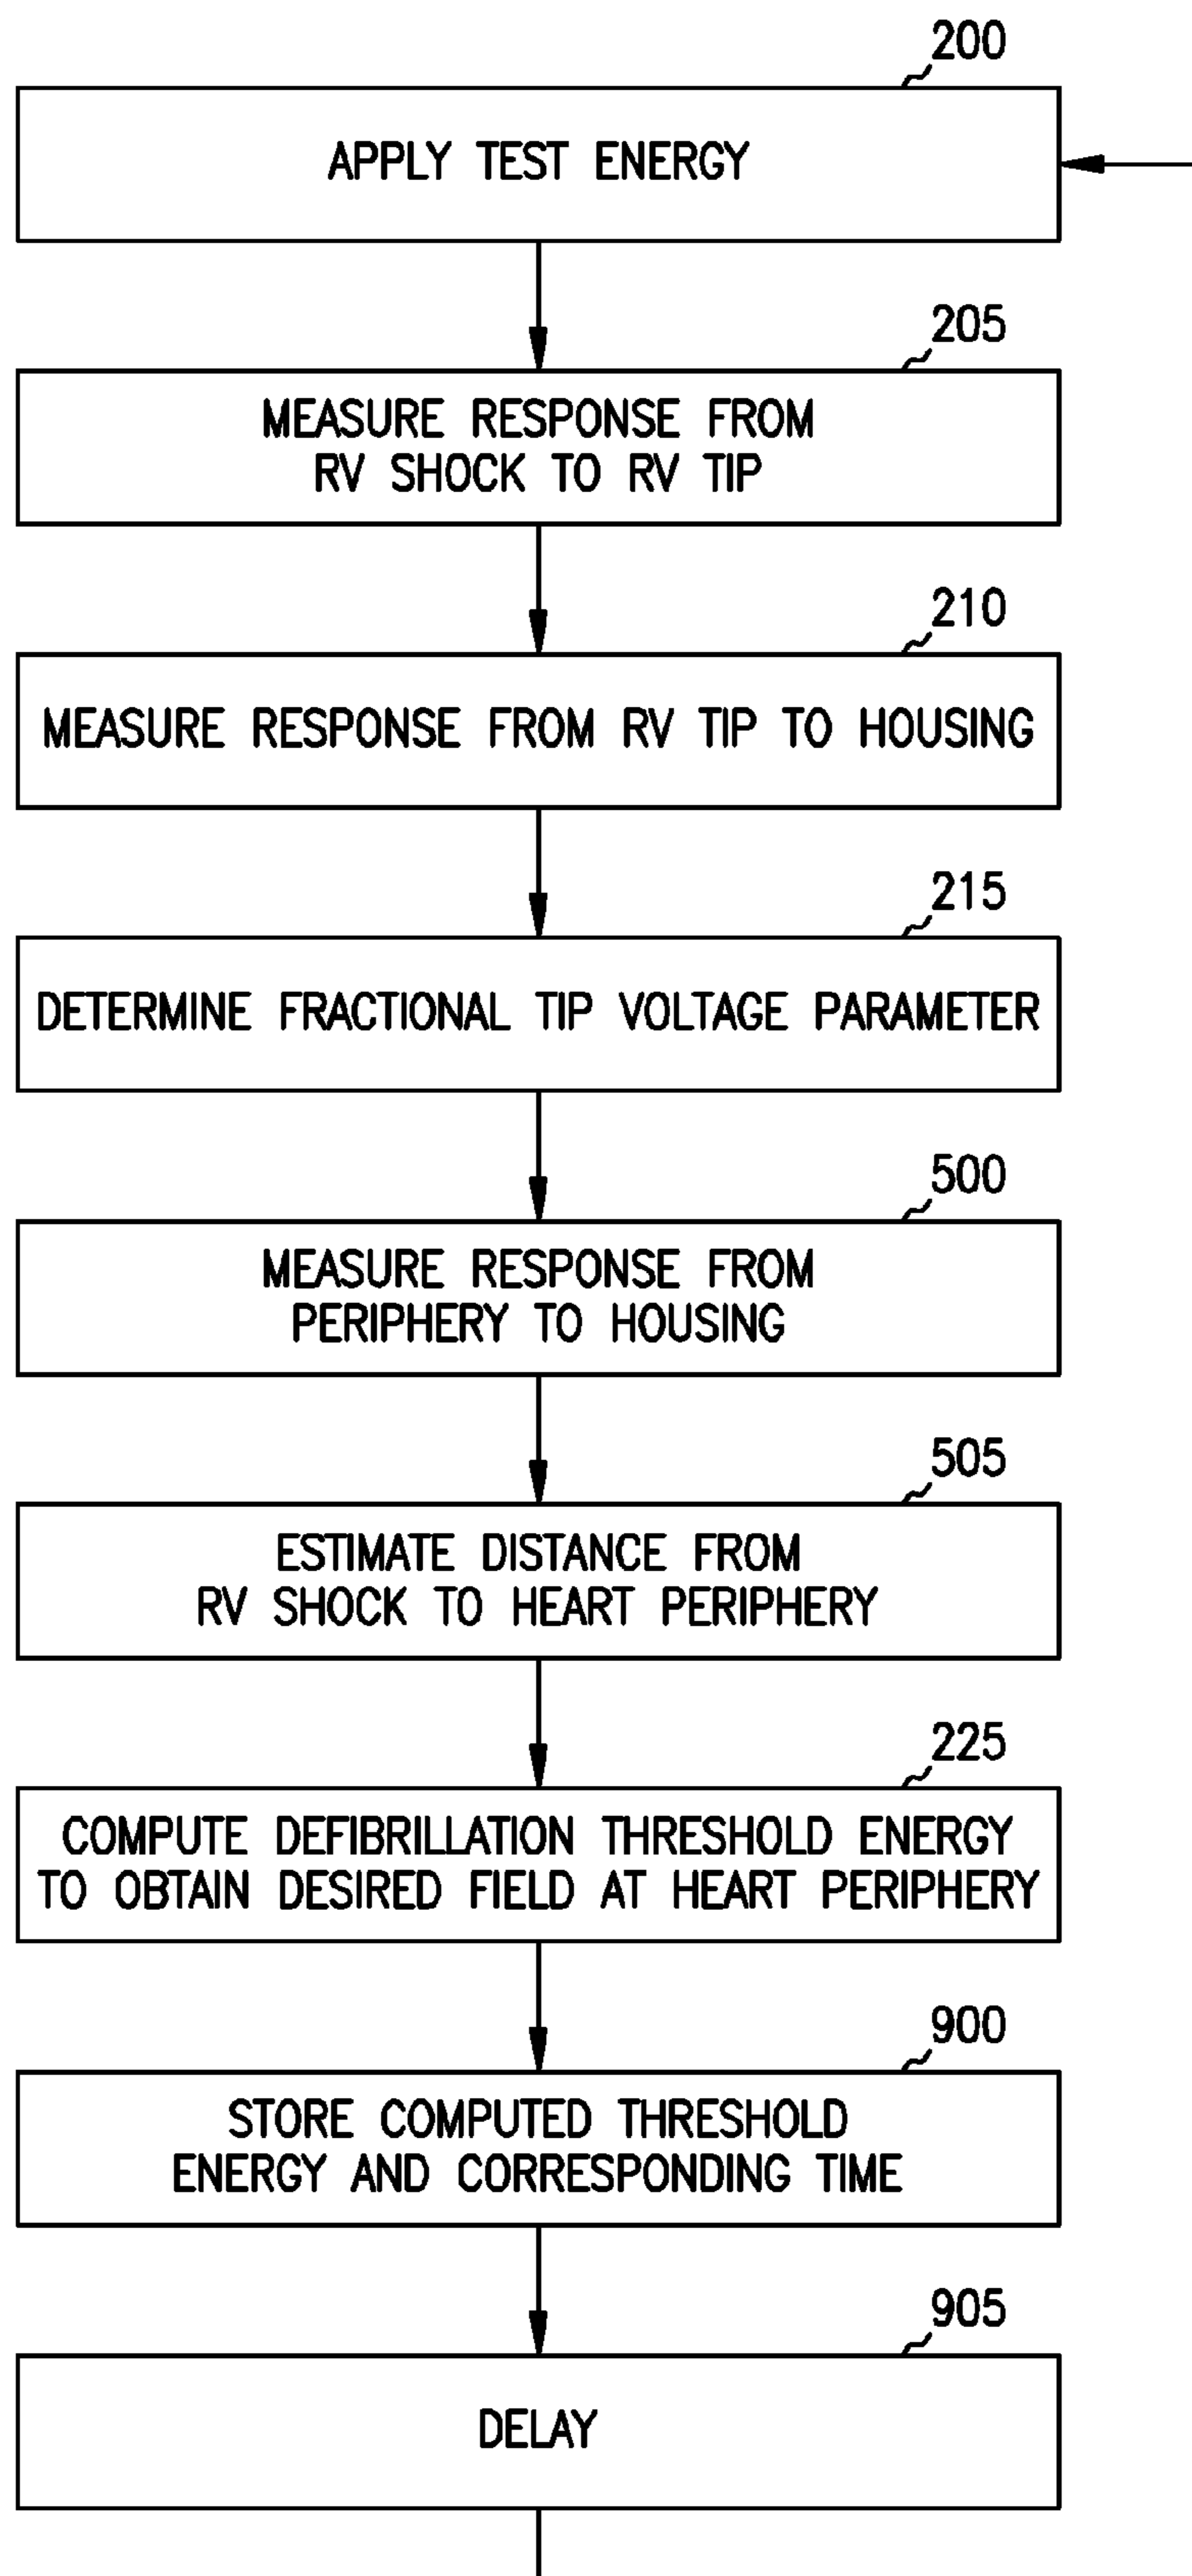 200
APPLY TEST ENERGY
205
MEASURE RESPONSE FROM
RV SHOCK TO RV TIP
210
MEASURE RESPONSE FROM RV TIP TO HOUSING
215
DETERMINE FRACTIONAL TIP VOLTAGE PARAMETER
500
MEASURE RESPONSE FROM
PERIPHERY TO HOUSING
505
ESTIMATE DISTANCE FROM
RV SHOCK TO HEART PERIPHERY
225
COMPUTE DEFIBRILLATION THRESHOLD ENERGY
TO OBTAIN DESIRED FIELD AT HEART PERIPHERY
900
STORE COMPUTED THRESHOLD
ENERGY AND CORRESPONDING TIME
905
DELAY